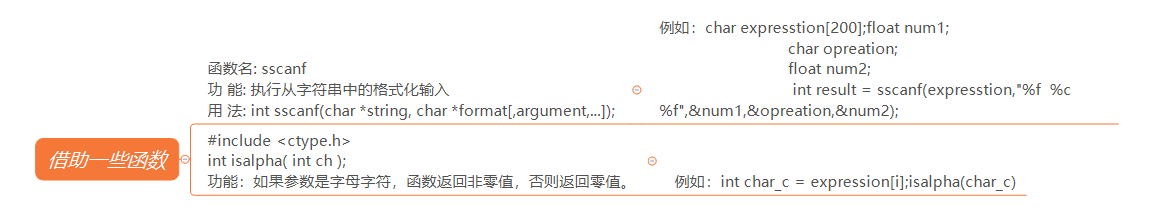 借助一些函数
函数名: sscanf
功 能: 执行从字符串中的格式化输入
用 法: int sscanf(char *string, char *format[,argument,...]);
例如：char expresstion[200];float num1;
char opreation;
float num2;
int result = sscanf(expresstion,"%f  %c
%f",&num1,&opreation,&num2);
#include <ctype.h>
int isalpha( int ch );
功能：如果参数是字母字符，函数返回非零值，否则返回零值。
例如：int char_c = expression[i];isalpha(char_c)